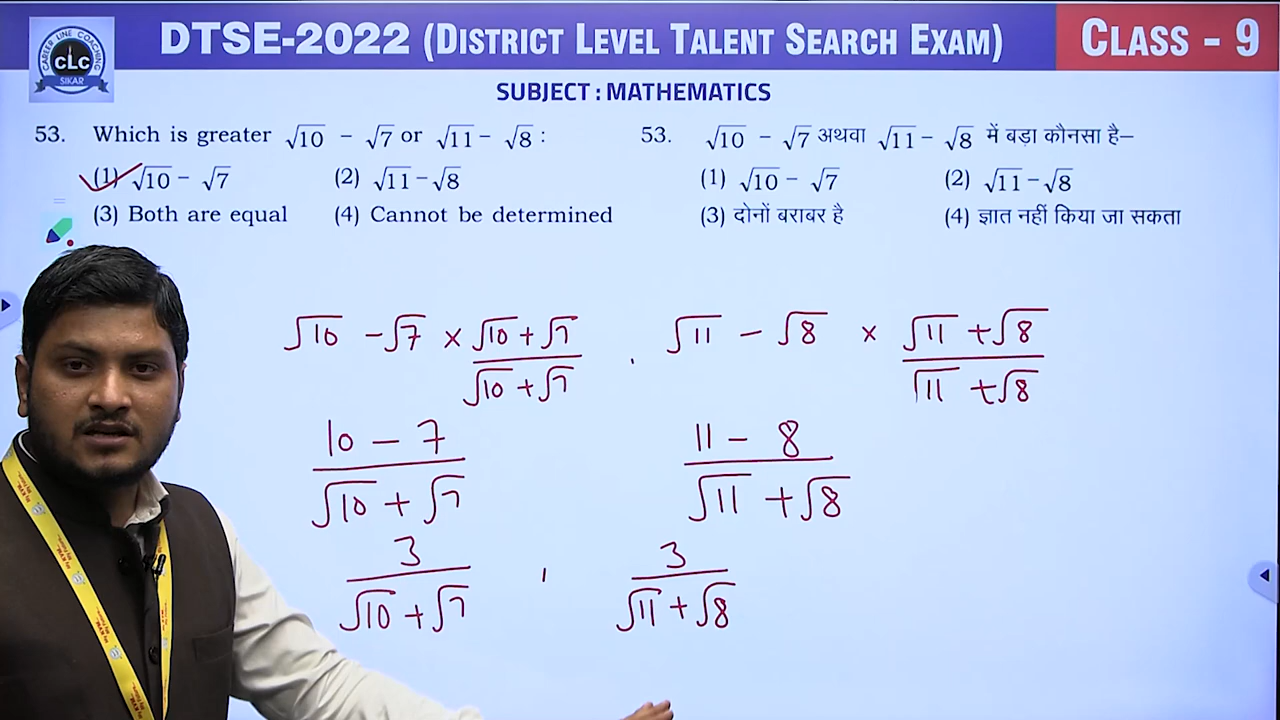 CAREER LINE COACHING
CLC
SIKAR
DTSE-2022 (DISTRICT LEVEL TALENT SEARCH EXAM)
CLASS - 9
SUBJECT : MATHEMATICS
53. Which is greater √10 − √7 or √11 − √8 :
(1) √10 − √7 (2) √11 − √8
(3) Both are equal (4) Cannot be determined
53. √10 − √7 अथवा √11 − √8 में बड़ा कौनसा है–
(1) √10 − √7 (2) √11 − √8
(3) दोनों बराबर है (4) ज्ञात नहीं किया जा सकता
√10 − √7 × (√10 + √7)/(√10 + √7) . √11 − √8 × (√11 + √8)/(√11 + √8)
(10 − 7)/(√10 + √7) (11 − 8)/(√11 + √8)
3/(√10 + √7) , 3/(√11 + √8)